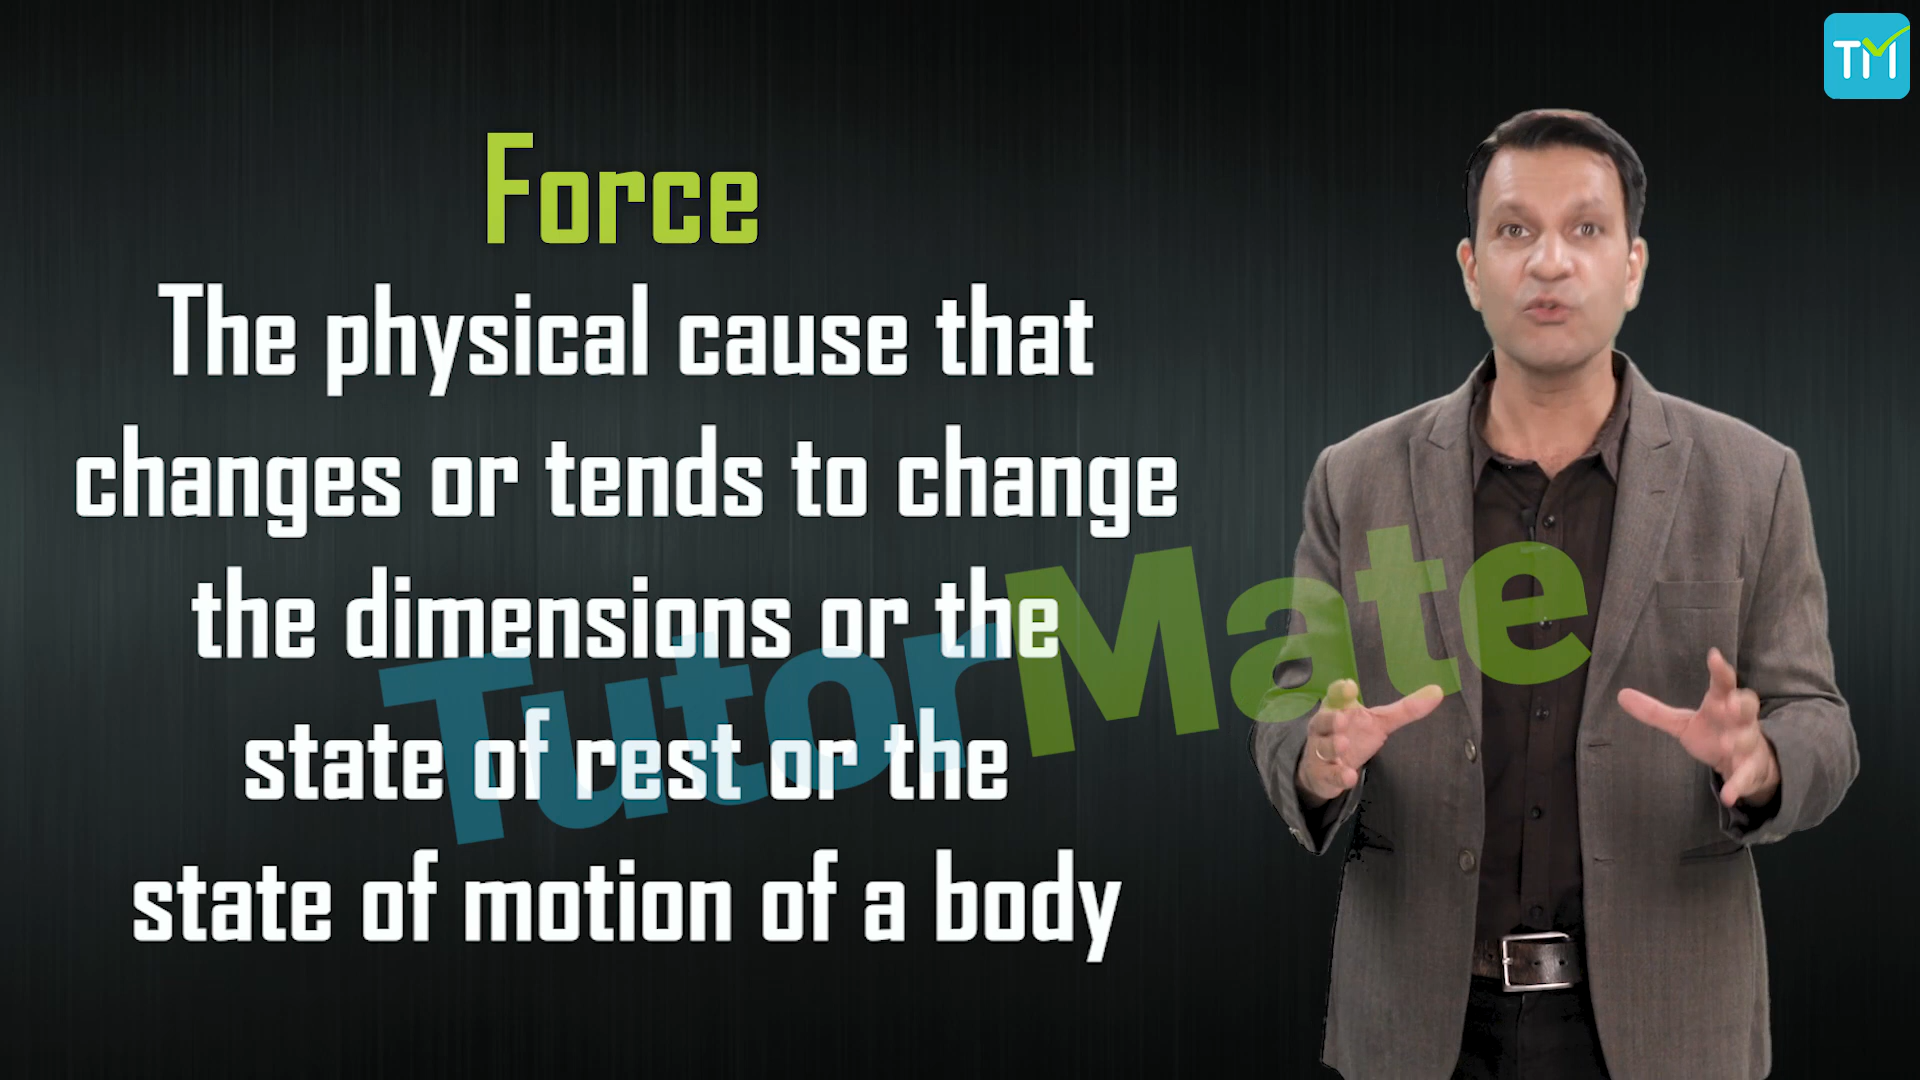 TM
Force
The physical cause that
changes or tends to change
the dimensions or the
state of rest or the
state of motion of a body
TutorMate